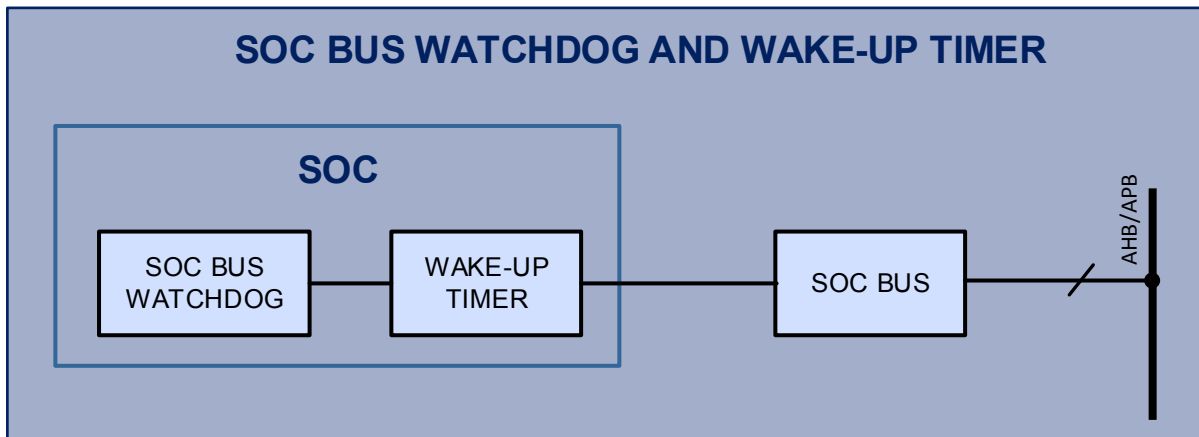 SOC BUS WATCHDOG AND WAKE-UP TIMER
SOC
SOC BUS
WATCHDOG
WAKE-UP
TIMER
SOC BUS
AHB/APB